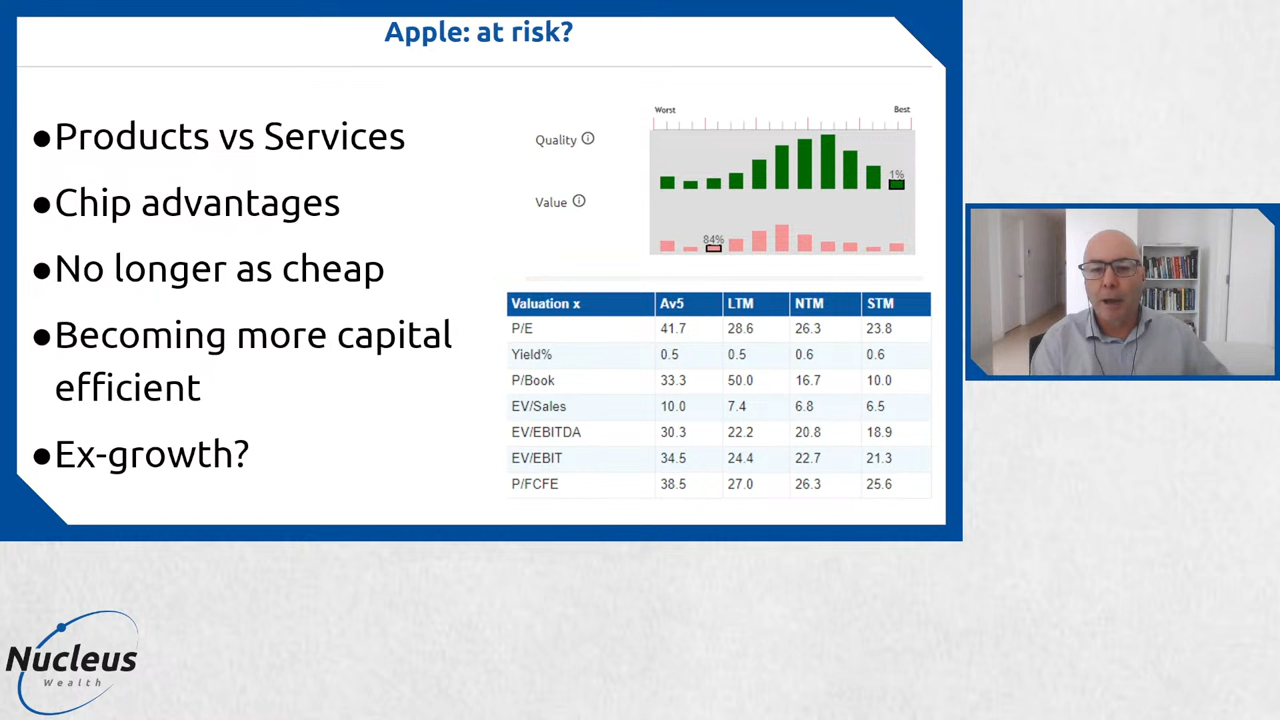 Apple: at risk?
●Products vs Services
●Chip advantages
●No longer as cheap
●Becoming more capital
efficient
●Ex-growth?
Worst Best
Quality
1%
Value
84%
Valuation x Av5 LTM NTM STM
P/E 41.7 28.6 26.3 23.8
Yield% 0.5 0.5 0.6 0.6
P/Book 33.3 50.0 16.7 10.0
EV/Sales 10.0 7.4 6.8 6.5
EV/EBITDA 30.3 22.2 20.8 18.9
EV/EBIT 34.5 24.4 22.7 21.3
P/FCFE 38.5 27.0 26.3 25.6
Nucleus
Wealth